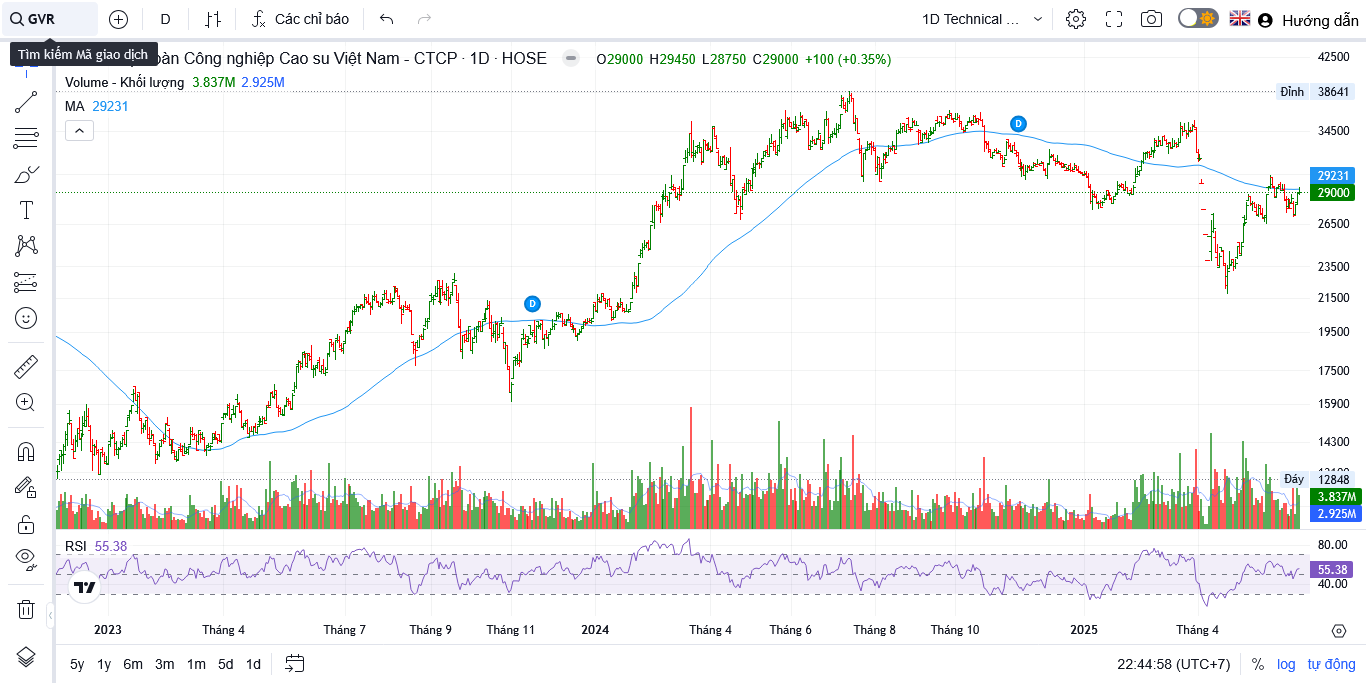 GVR D Các chỉ báo 1D Technical ... Hướng dẫn
Tìm kiếm Mã giao dịch
oàn Công nghiệp Cao su Việt Nam - CTCP · 1D · HOSE O29000 H29450 L28750 C29000 +100 (+0.35%)
Volume - Khối lượng 3.837M 2.925M
MA 29231
42500
Đỉnh 38641
34500
29231
29000
26500
23500
21500
19500
17500
15900
14300
Đáy 12848
3.837M
2.925M
D
D
RSI 55.38
80.00
55.38
40.00
2023 Tháng 4 Tháng 7 Tháng 9 Tháng 11 2024 Tháng 4 Tháng 6 Tháng 8 Tháng 10 2025 Tháng 4
5y 1y 6m 3m 1m 5d 1d 22:44:58 (UTC+7) % log tự động